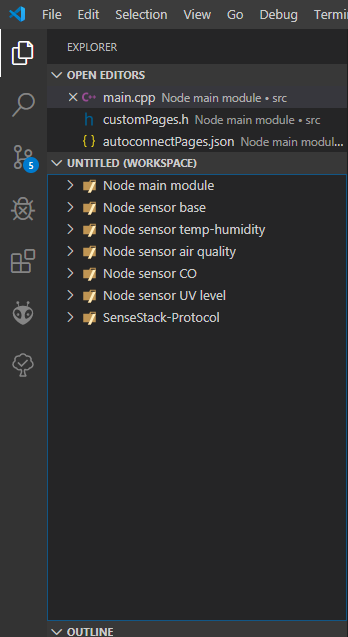 File Edit Selection View Go Debug Termi
EXPLORER
OPEN EDITORS
main.cpp Node main module • src
h customPages.h Node main module • src
{ } autoconnectPages.json Node main modul...
UNTITLED (WORKSPACE)
Node main module
Node sensor base
5
Node sensor temp-humidity
Node sensor air quality
Node sensor CO
Node sensor UV level
SenseStack-Protocol
OUTLINE